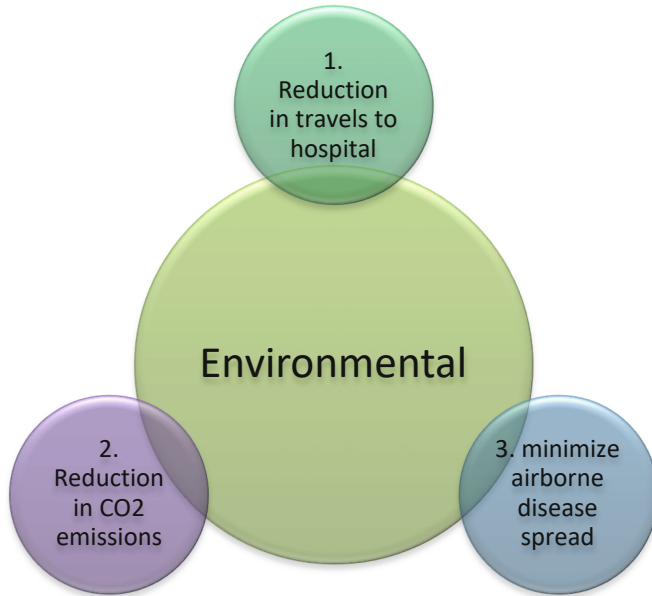 1.
Reduction
in travels to
hospital
Environmental
2.
Reduction
in CO2
emissions
3. minimize
airborne
disease
spread